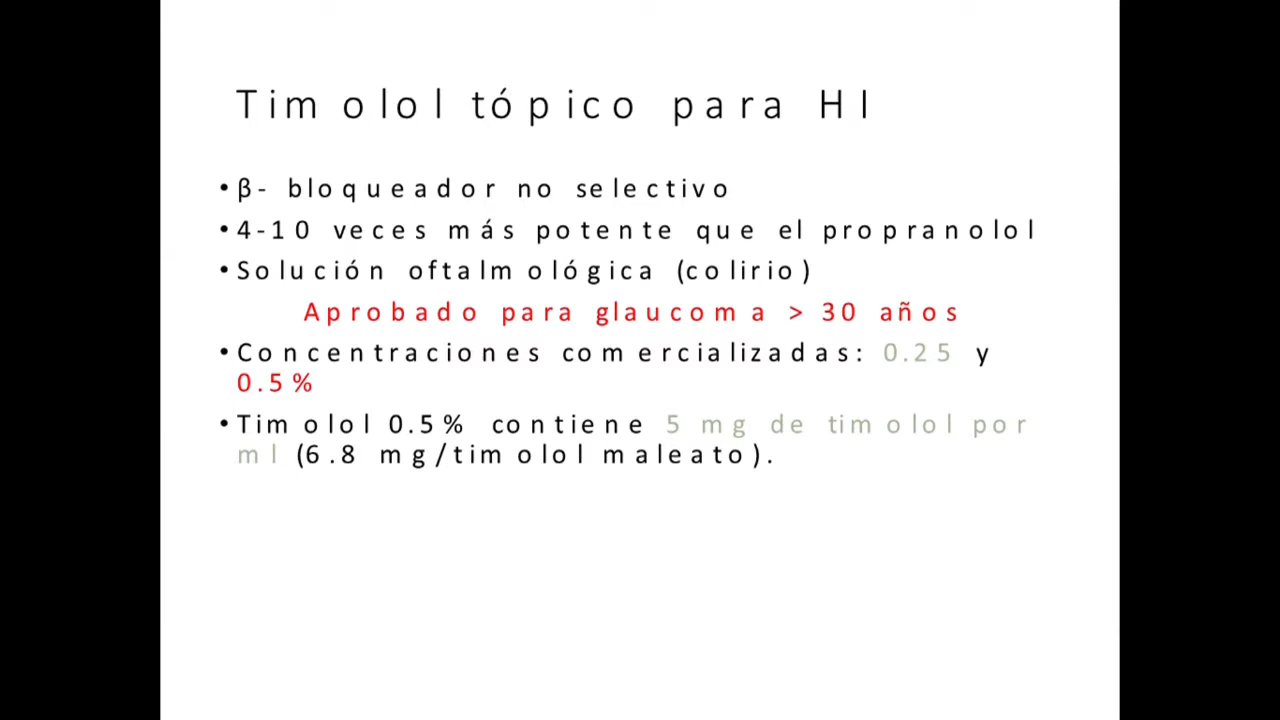 Timolol tópico para HI
• β- bloqueador no selectivo
• 4-10 veces más potente que el propranolol
• Solución oftalmológica (colirio)
Aprobado para glaucoma > 30 años
• Concentraciones comercializadas: 0.25 y
0.5%
• Timolol 0.5% contiene 5 mg de timolol por
ml (6.8 mg/timolol maleato).